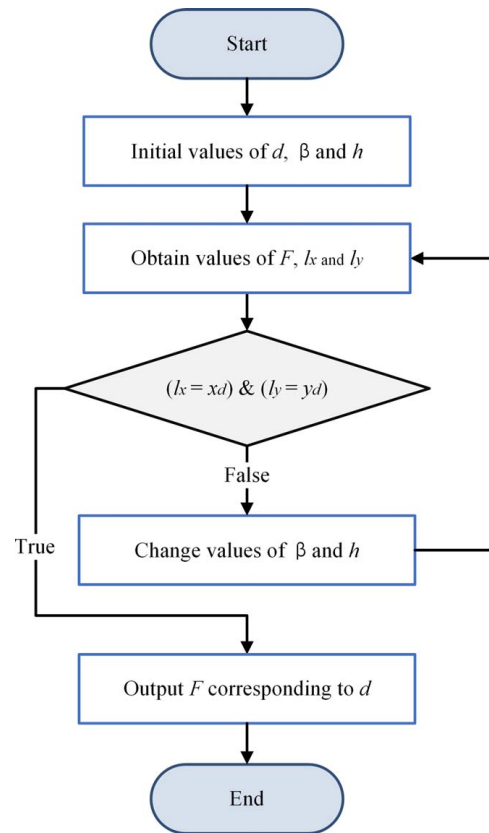 Start
Initial values of d, β and h
Obtain values of F, lx and ly
(lx = xd) & (ly = yd)
False
True
Change values of β and h
Output F corresponding to d
End